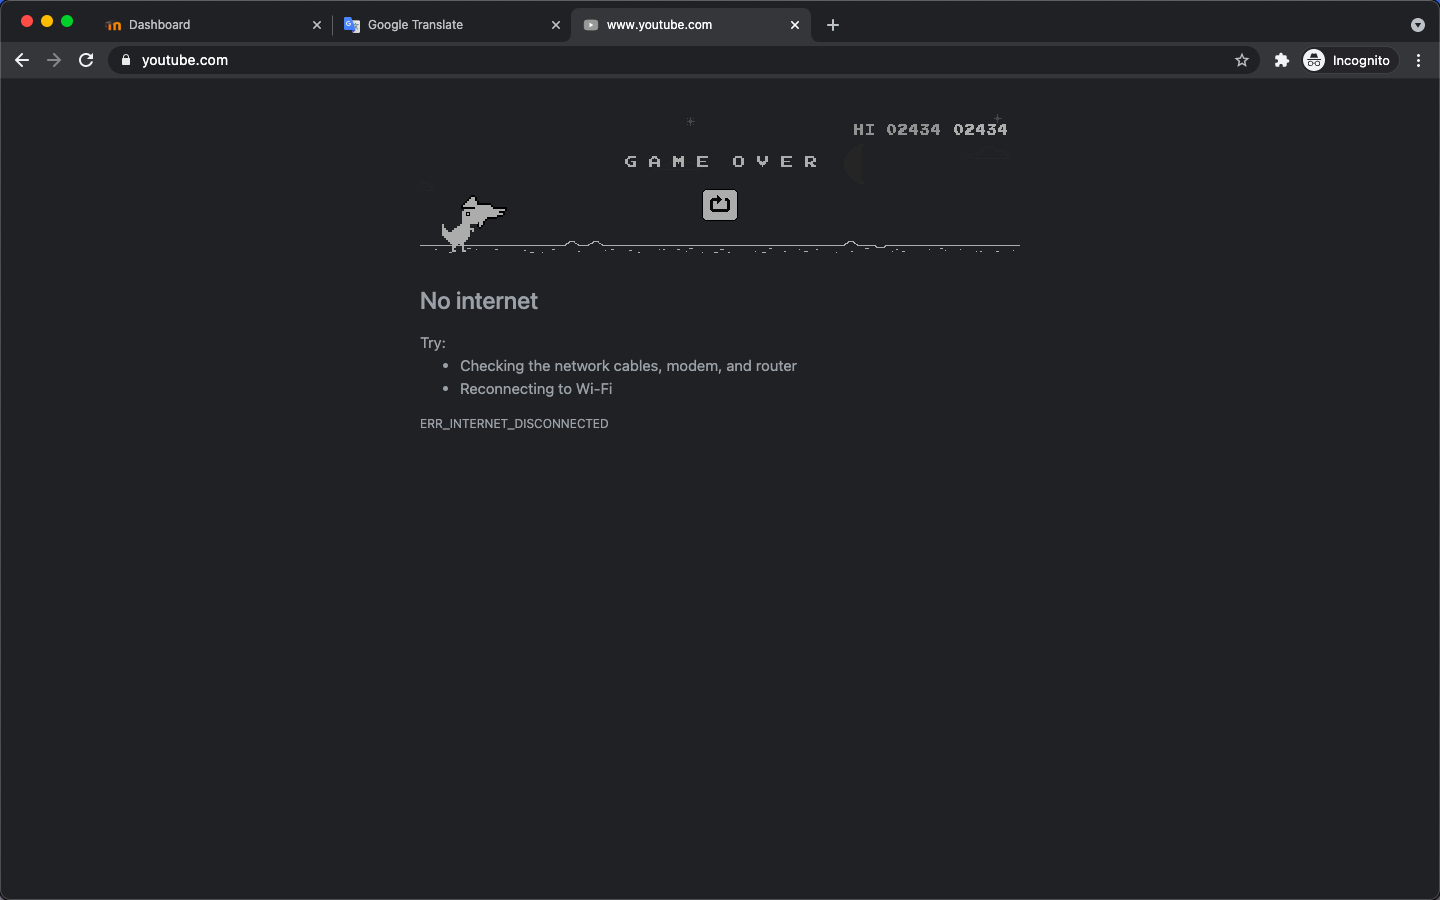 Dashboard
Google Translate
www.youtube.com
youtube.com
Incognito
HI 02434 02434
GAME OVER
No internet
Try:
• Checking the network cables, modem, and router
• Reconnecting to Wi-Fi
ERR_INTERNET_DISCONNECTED